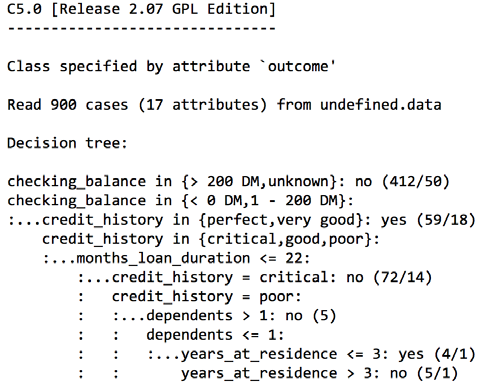 C5.0 [Release 2.07 GPL Edition]
-------------------------------
Class specified by attribute `outcome'
Read 900 cases (17 attributes) from undefined.data
Decision tree:
checking_balance in {> 200 DM,unknown}: no (412/50)
checking_balance in {< 0 DM,1 - 200 DM}:
:...credit_history in {perfect,very good}: yes (59/18)
    credit_history in {critical,good,poor}:
    :...months_loan_duration <= 22:
        :...credit_history = critical: no (72/14)
        :   credit_history = poor:
        :   :...dependents > 1: no (5)
        :   :   dependents <= 1:
        :   :   :...years_at_residence <= 3: yes (4/1)
        :   :       years_at_residence > 3: no (5/1)